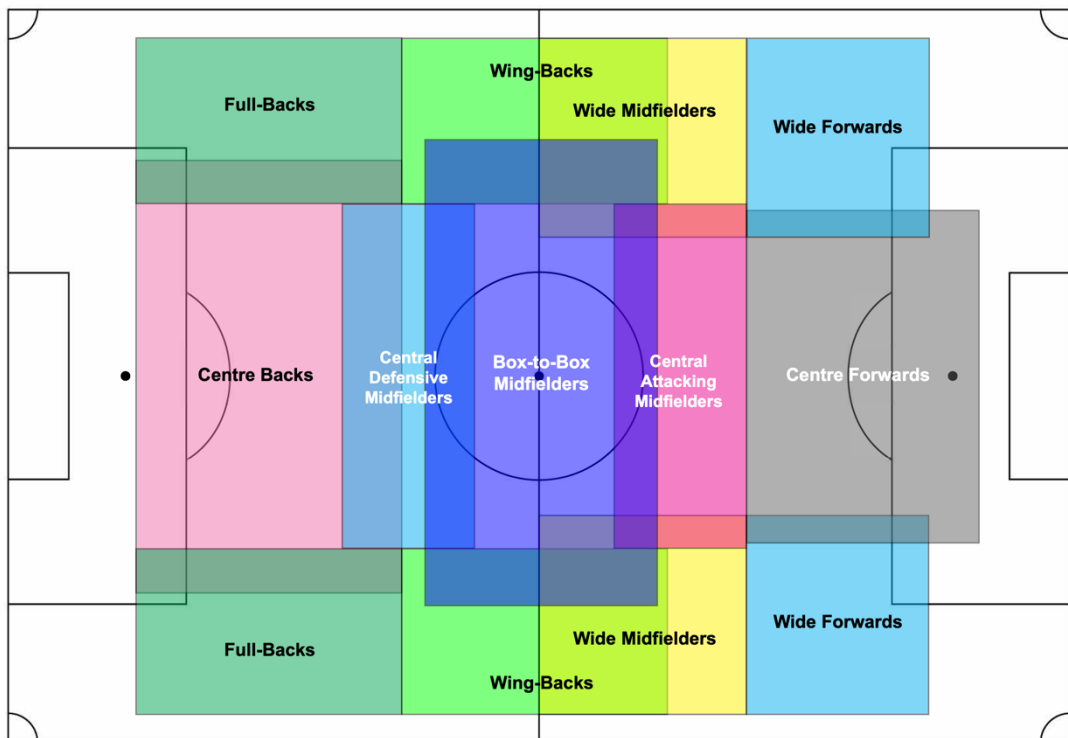 Wing-Backs
Full-Backs
Wide Midfielders
Wide Forwards
Centre Backs
Central
Defensive
Midfielders
Box-to-Box
Midfielders
Central
Attacking
Midfielders
Centre Forwards
Full-Backs
Wide Midfielders
Wide Forwards
Wing-Backs